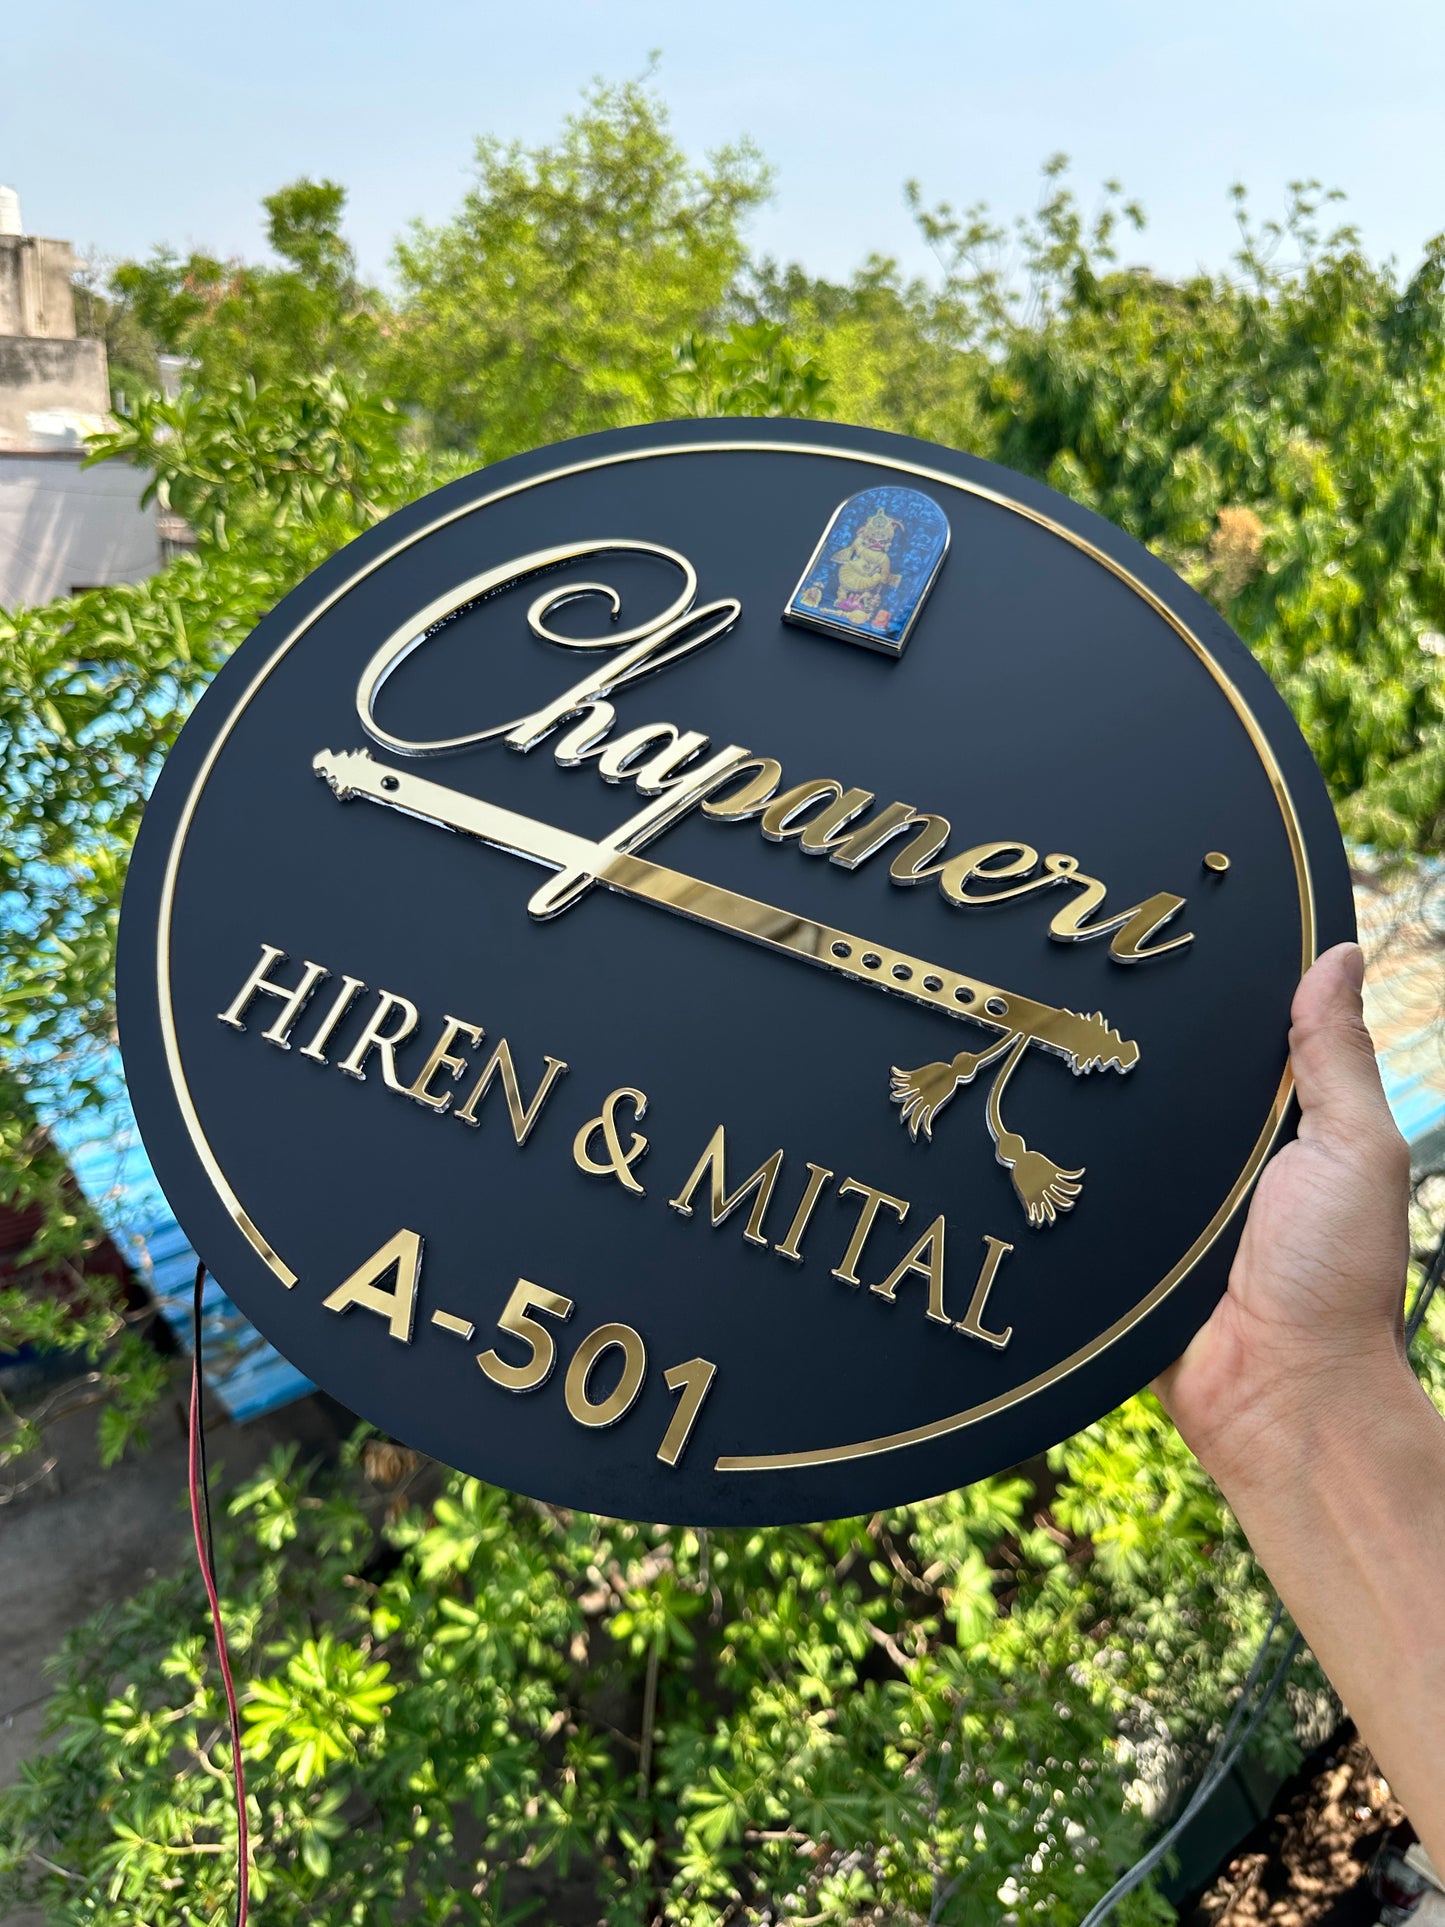 Chapaneri
HIREN & MITAL
A-501